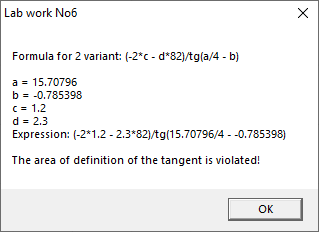 Lab work No6
Formula for 2 variant: (-2*c - d*82)/tg(a/4 - b)
a = 15.70796
b = -0.785398
c = 1.2
d = 2.3
Expression: (-2*1.2 - 2.3*82)/tg(15.70796/4 - -0.785398)
The area of definition of the tangent is violated!
OK